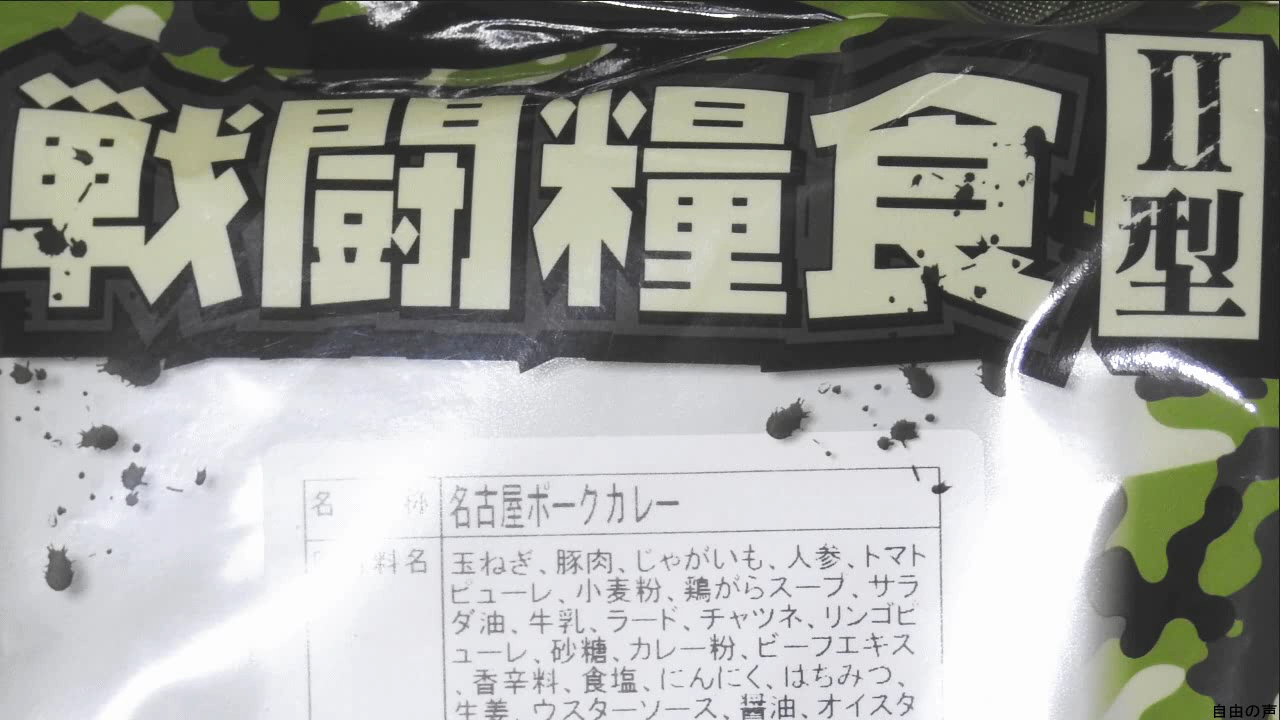 戦闘糧食
II型
名 称 名古屋ポークカレー
料名 玉ねぎ、豚肉、じゃがいも、人参、トマト
ピューレ、小麦粉、鶏がらスープ、サラ
ダ油、牛乳、ラード、チャツネ、リンゴピ
ューレ、砂糖、カレー粉、ビーフエキス
、香辛料、食塩、にんにく、はちみつ、
生姜、ウスターソース、醤油、オイスタ
自由の声